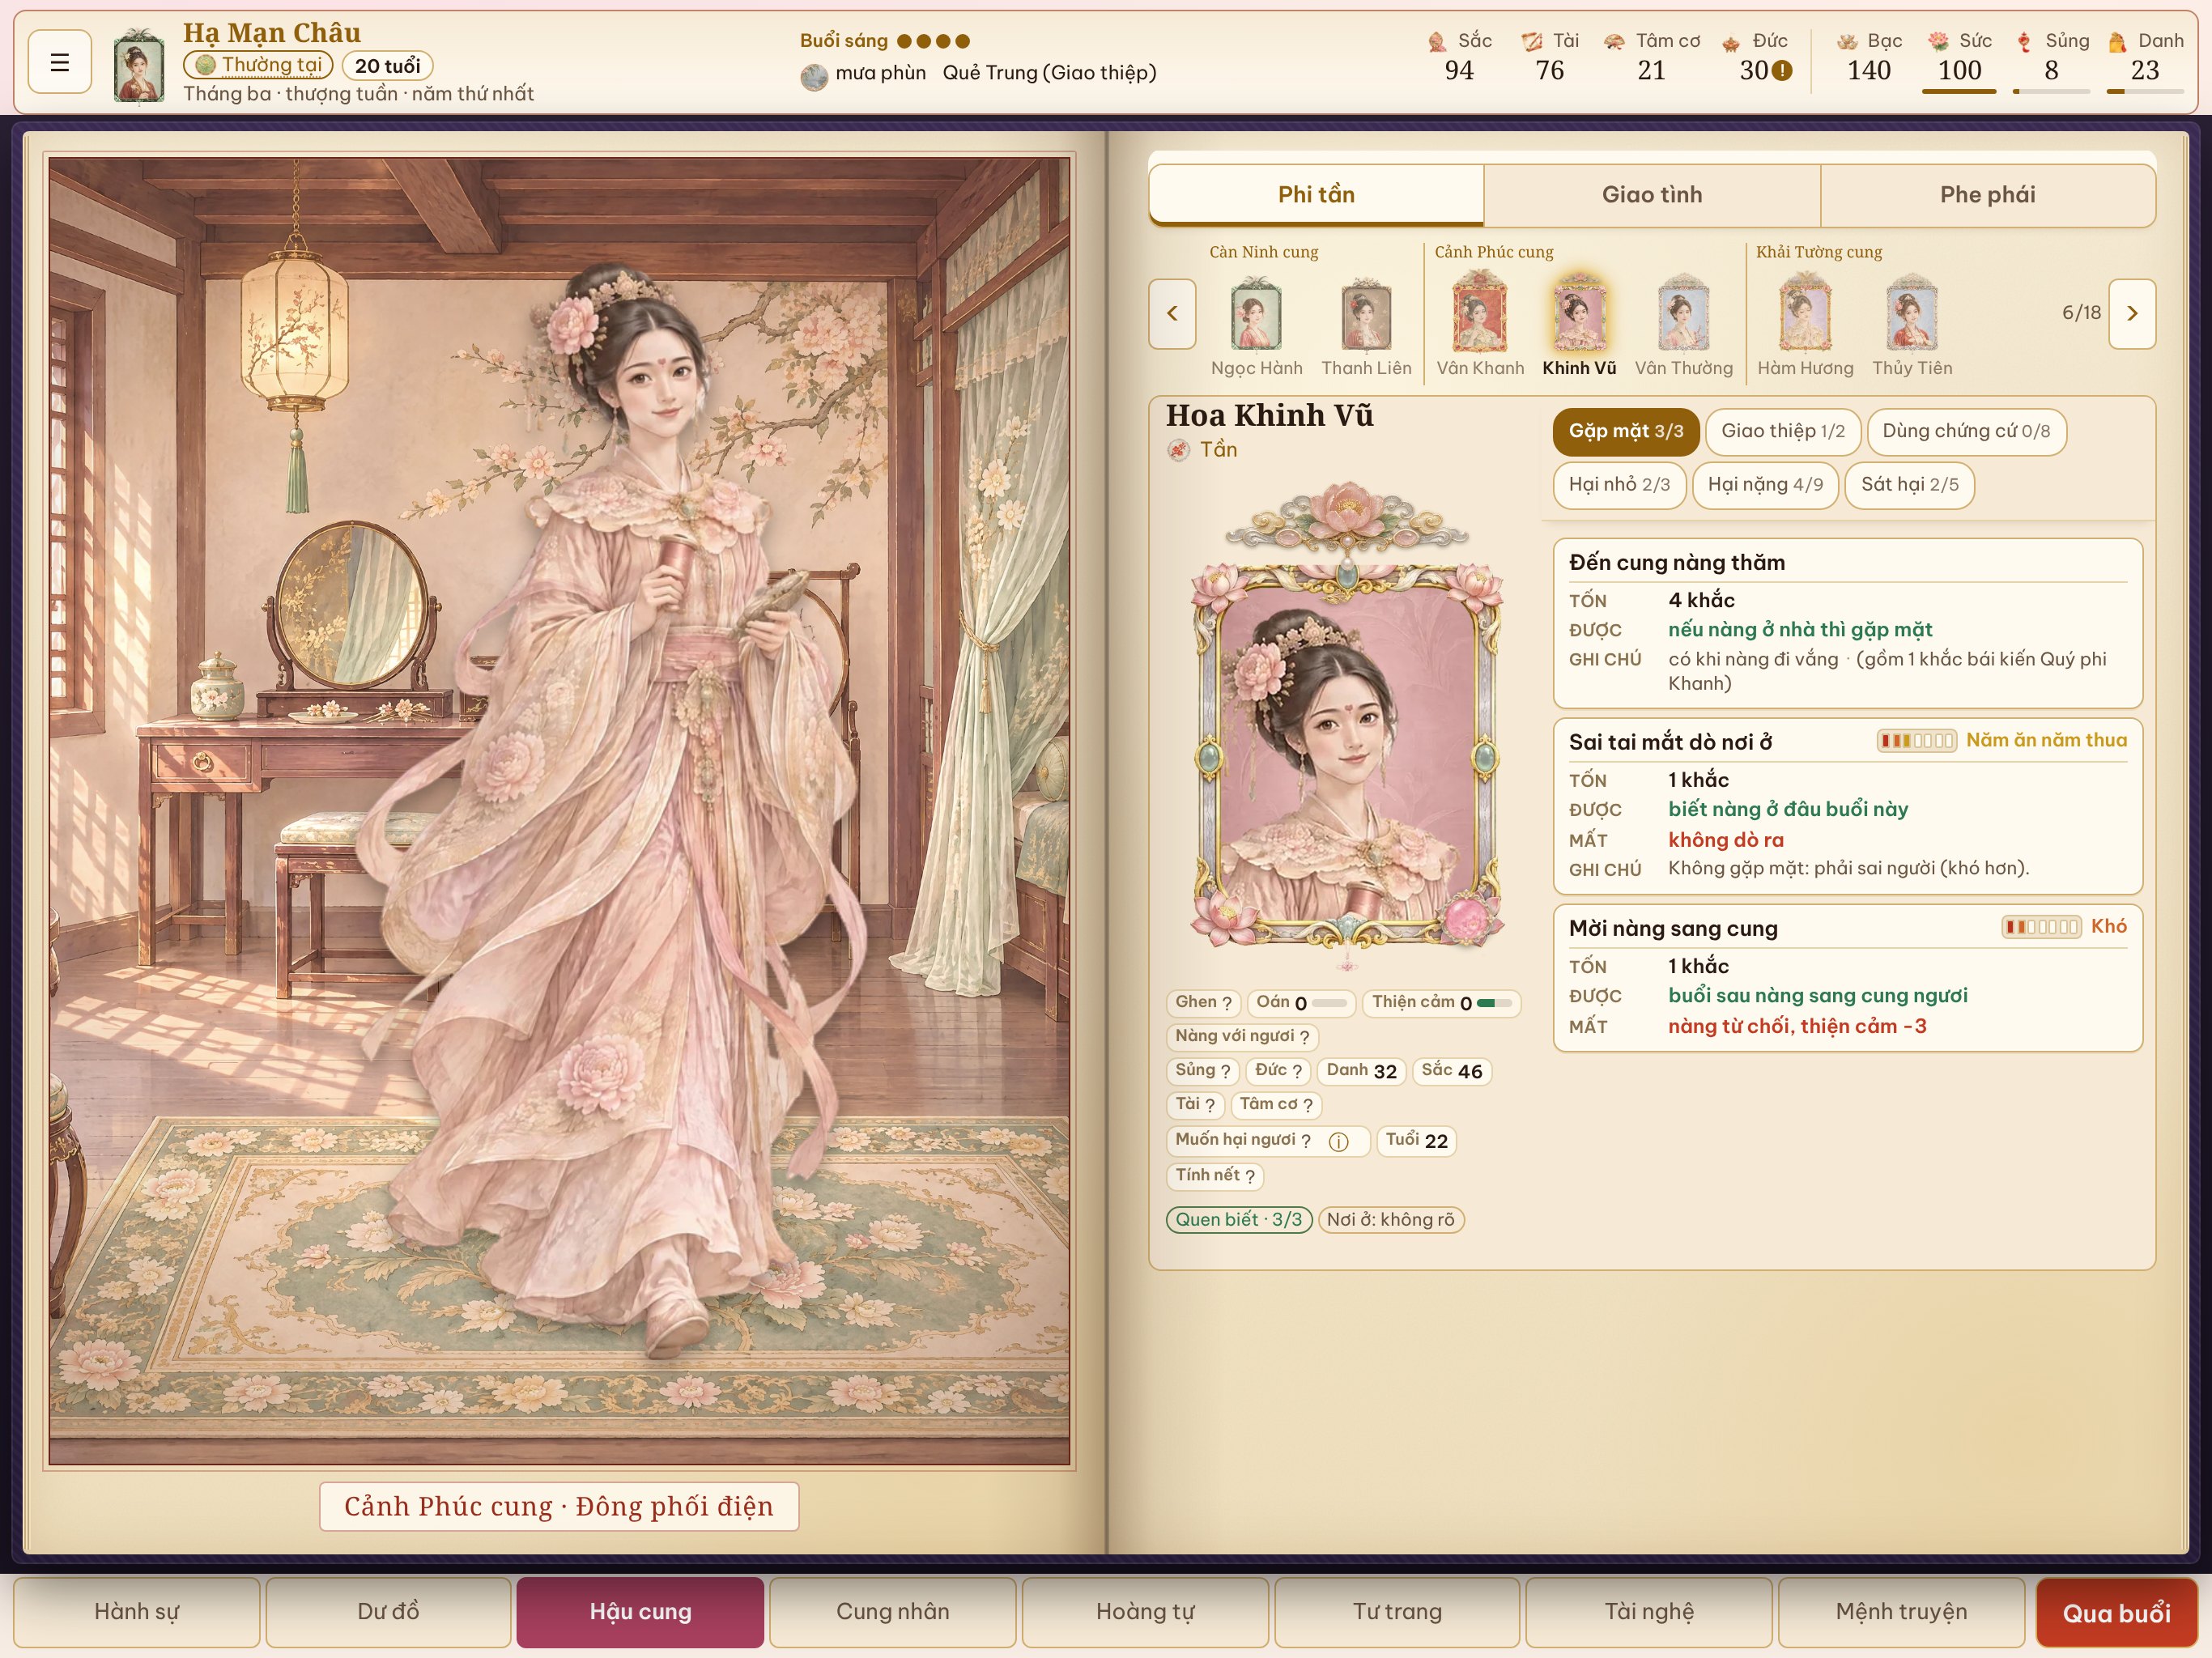 ☰
Hạ Mạn Châu
Thường tại
20 tuổi
Tháng ba · thượng tuần · năm thứ nhất
Buổi sáng
mưa phùn Quẻ Trung (Giao thiệp)
Sắc Tài Tâm cơ Đức Bạc Sức Sủng Danh
94 76 21 30 ! 140 100 8 23
Phi tần Giao tình Phe phái
Càn Ninh cung Cảnh Phúc cung Khải Tường cung
‹ 6/18 ›
Ngọc Hành Thanh Liên Vân Khanh Khinh Vũ Vân Thường Hàm Hương Thủy Tiên
Hoa Khinh Vũ
Tần
Ghen ? Oán 0 Thiện cảm 0
Nàng với ngươi ?
Sủng ? Đức ? Danh 32 Sắc 46
Tài ? Tâm cơ ?
Muốn hại ngươi ? ⓘ Tuổi 22
Tính nết ?
Quen biết · 3/3 Nơi ở: không rõ
Gặp mặt 3/3 Giao thiệp 1/2 Dùng chứng cứ 0/8
Hại nhỏ 2/3 Hại nặng 4/9 Sát hại 2/5
Đến cung nàng thăm
TỐN 4 khắc
ĐƯỢC nếu nàng ở nhà thì gặp mặt
GHI CHÚ có khi nàng đi vắng · (gồm 1 khắc bái kiến Quý phi
Khanh)
Sai tai mắt dò nơi ở Năm ăn năm thua
TỐN 1 khắc
ĐƯỢC biết nàng ở đâu buổi này
MẤT không dò ra
GHI CHÚ Không gặp mặt: phải sai người (khó hơn).
Mời nàng sang cung Khó
TỐN 1 khắc
ĐƯỢC buổi sau nàng sang cung ngươi
MẤT nàng từ chối, thiện cảm -3
Cảnh Phúc cung · Đông phối điện
Hành sự Dư đồ Hậu cung Cung nhân Hoàng tự Tư trang Tài nghệ Mệnh truyện Qua buổi